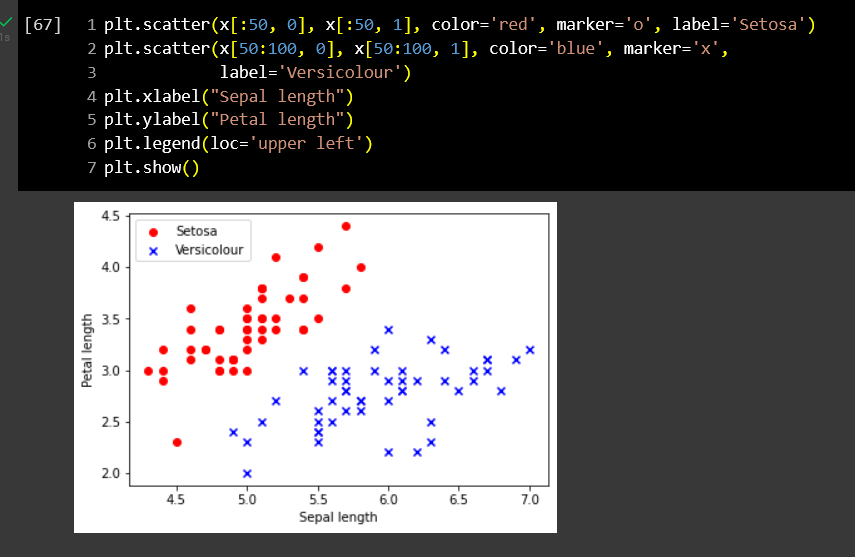 [67] 1 plt.scatter(x[:50, 0], x[:50, 1], color='red', marker='o', label='Setosa')
2 plt.scatter(x[50:100, 0], x[50:100, 1], color='blue', marker='x',
3 label='Versicolour')
4 plt.xlabel("Sepal length")
5 plt.ylabel("Petal length")
6 plt.legend(loc='upper left')
7 plt.show()
1s
Setosa
Versicolour
4.5
4.0
3.5
3.0
2.5
2.0
Petal length
4.5 5.0 5.5 6.0 6.5 7.0
Sepal length